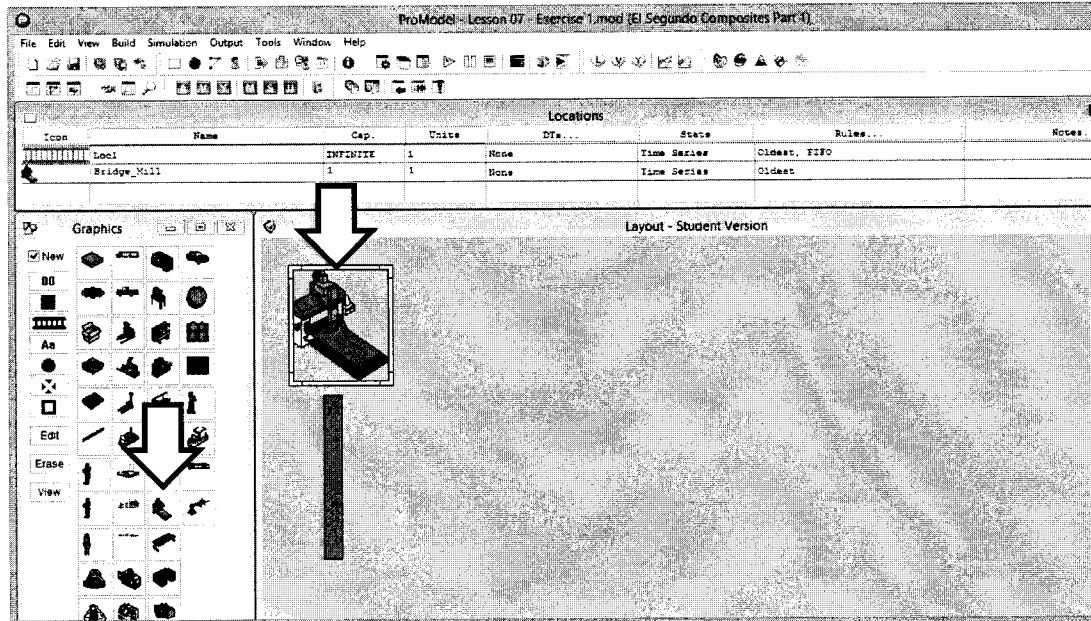 ProModel - Lesson 07 - Exercise 1.mod (El Segundo Composites Part 1)
File Edit View Build Simulation Output Tools Window Help
Locations
Icon Name Cap. Units DTs... Stats Rules... Notes.
Loc1 INFINITE 1 None Time Series Oldest, FIFO
Bridge_Mill 1 1 None Time Series Oldest
Graphics
Layout - Student Version
New
00
Aa
Edit
Erase
View